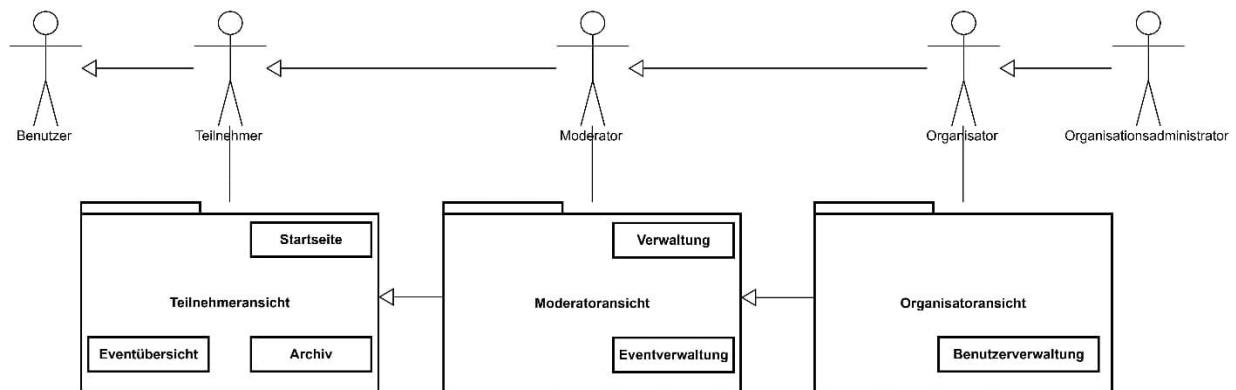 Benutzer
Teilnehmer
Moderator
Organisator
Organisationsadministrator
Startseite
Teilnehmeransicht
Eventübersicht
Archiv
Verwaltung
Moderatoransicht
Eventverwaltung
Organisatoransicht
Benutzerverwaltung